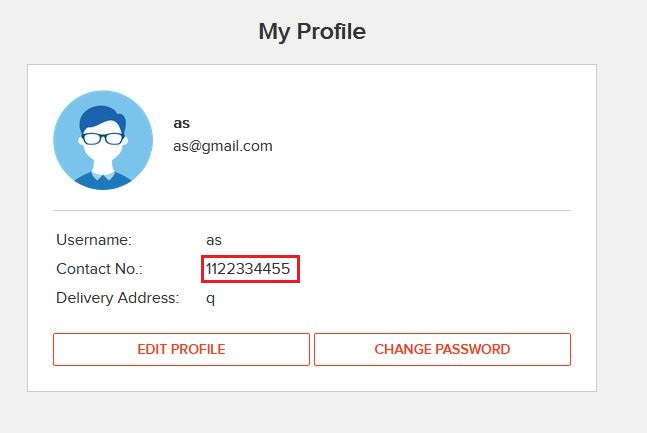 My Profile
as
as@gmail.com
Username: as
Contact No.: 1122334455
Delivery Address: q
EDIT PROFILE CHANGE PASSWORD